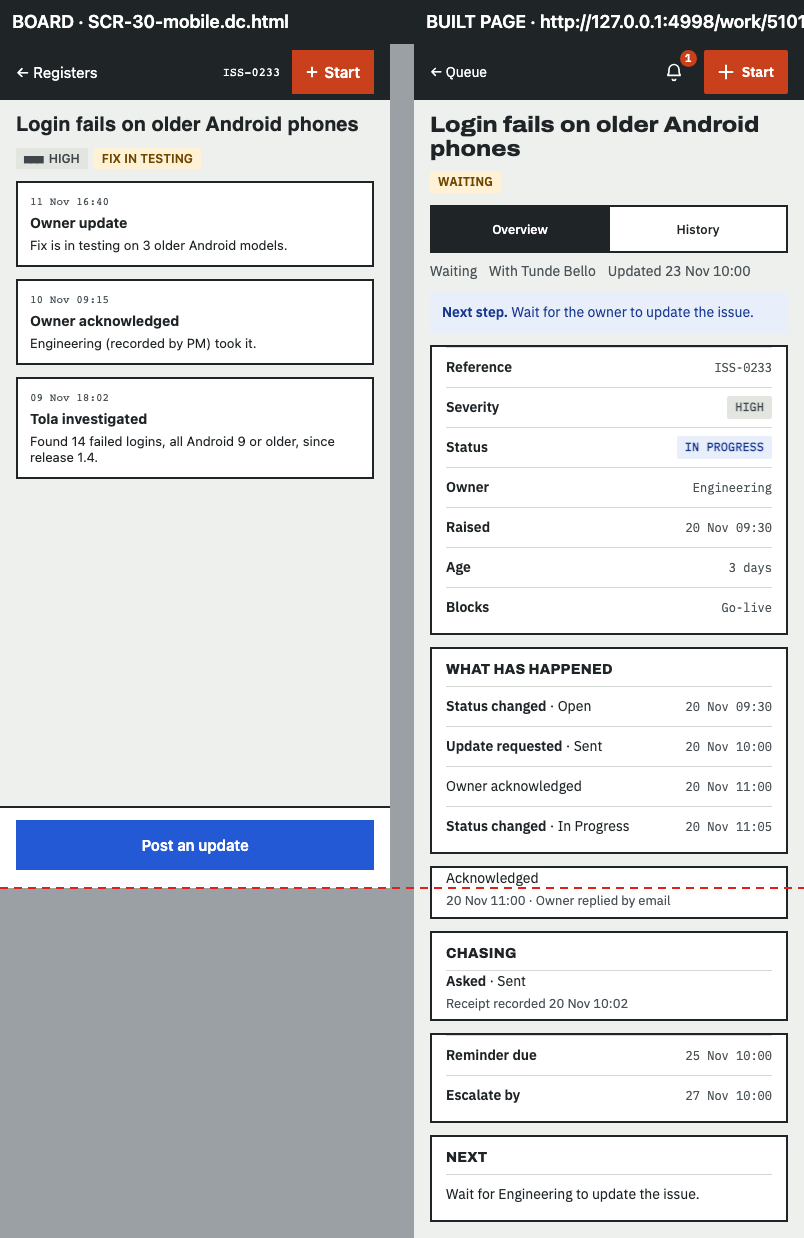 BOARD · SCR-30-mobile.dc.html
← Registers
ISS-0233
+ Start
Login fails on older Android phones
HIGH
FIX IN TESTING
11 Nov 16:40
Owner update
Fix is in testing on 3 older Android models.
10 Nov 09:15
Owner acknowledged
Engineering (recorded by PM) took it.
09 Nov 18:02
Tola investigated
Found 14 failed logins, all Android 9 or older, since
release 1.4.
Post an update
BUILT PAGE · http://127.0.0.1:4998/work/5101
← Queue
1
+ Start
Login fails on older Android
phones
WAITING
Overview
History
Waiting With Tunde Bello Updated 23 Nov 10:00
Next step. Wait for the owner to update the issue.
Reference ISS-0233
Severity HIGH
Status IN PROGRESS
Owner Engineering
Raised 20 Nov 09:30
Age 3 days
Blocks Go-live
WHAT HAS HAPPENED
Status changed · Open 20 Nov 09:30
Update requested · Sent 20 Nov 10:00
Owner acknowledged 20 Nov 11:00
Status changed · In Progress 20 Nov 11:05
Acknowledged
20 Nov 11:00 · Owner replied by email
CHASING
Asked · Sent
Receipt recorded 20 Nov 10:02
Reminder due 25 Nov 10:00
Escalate by 27 Nov 10:00
NEXT
Wait for Engineering to update the issue.